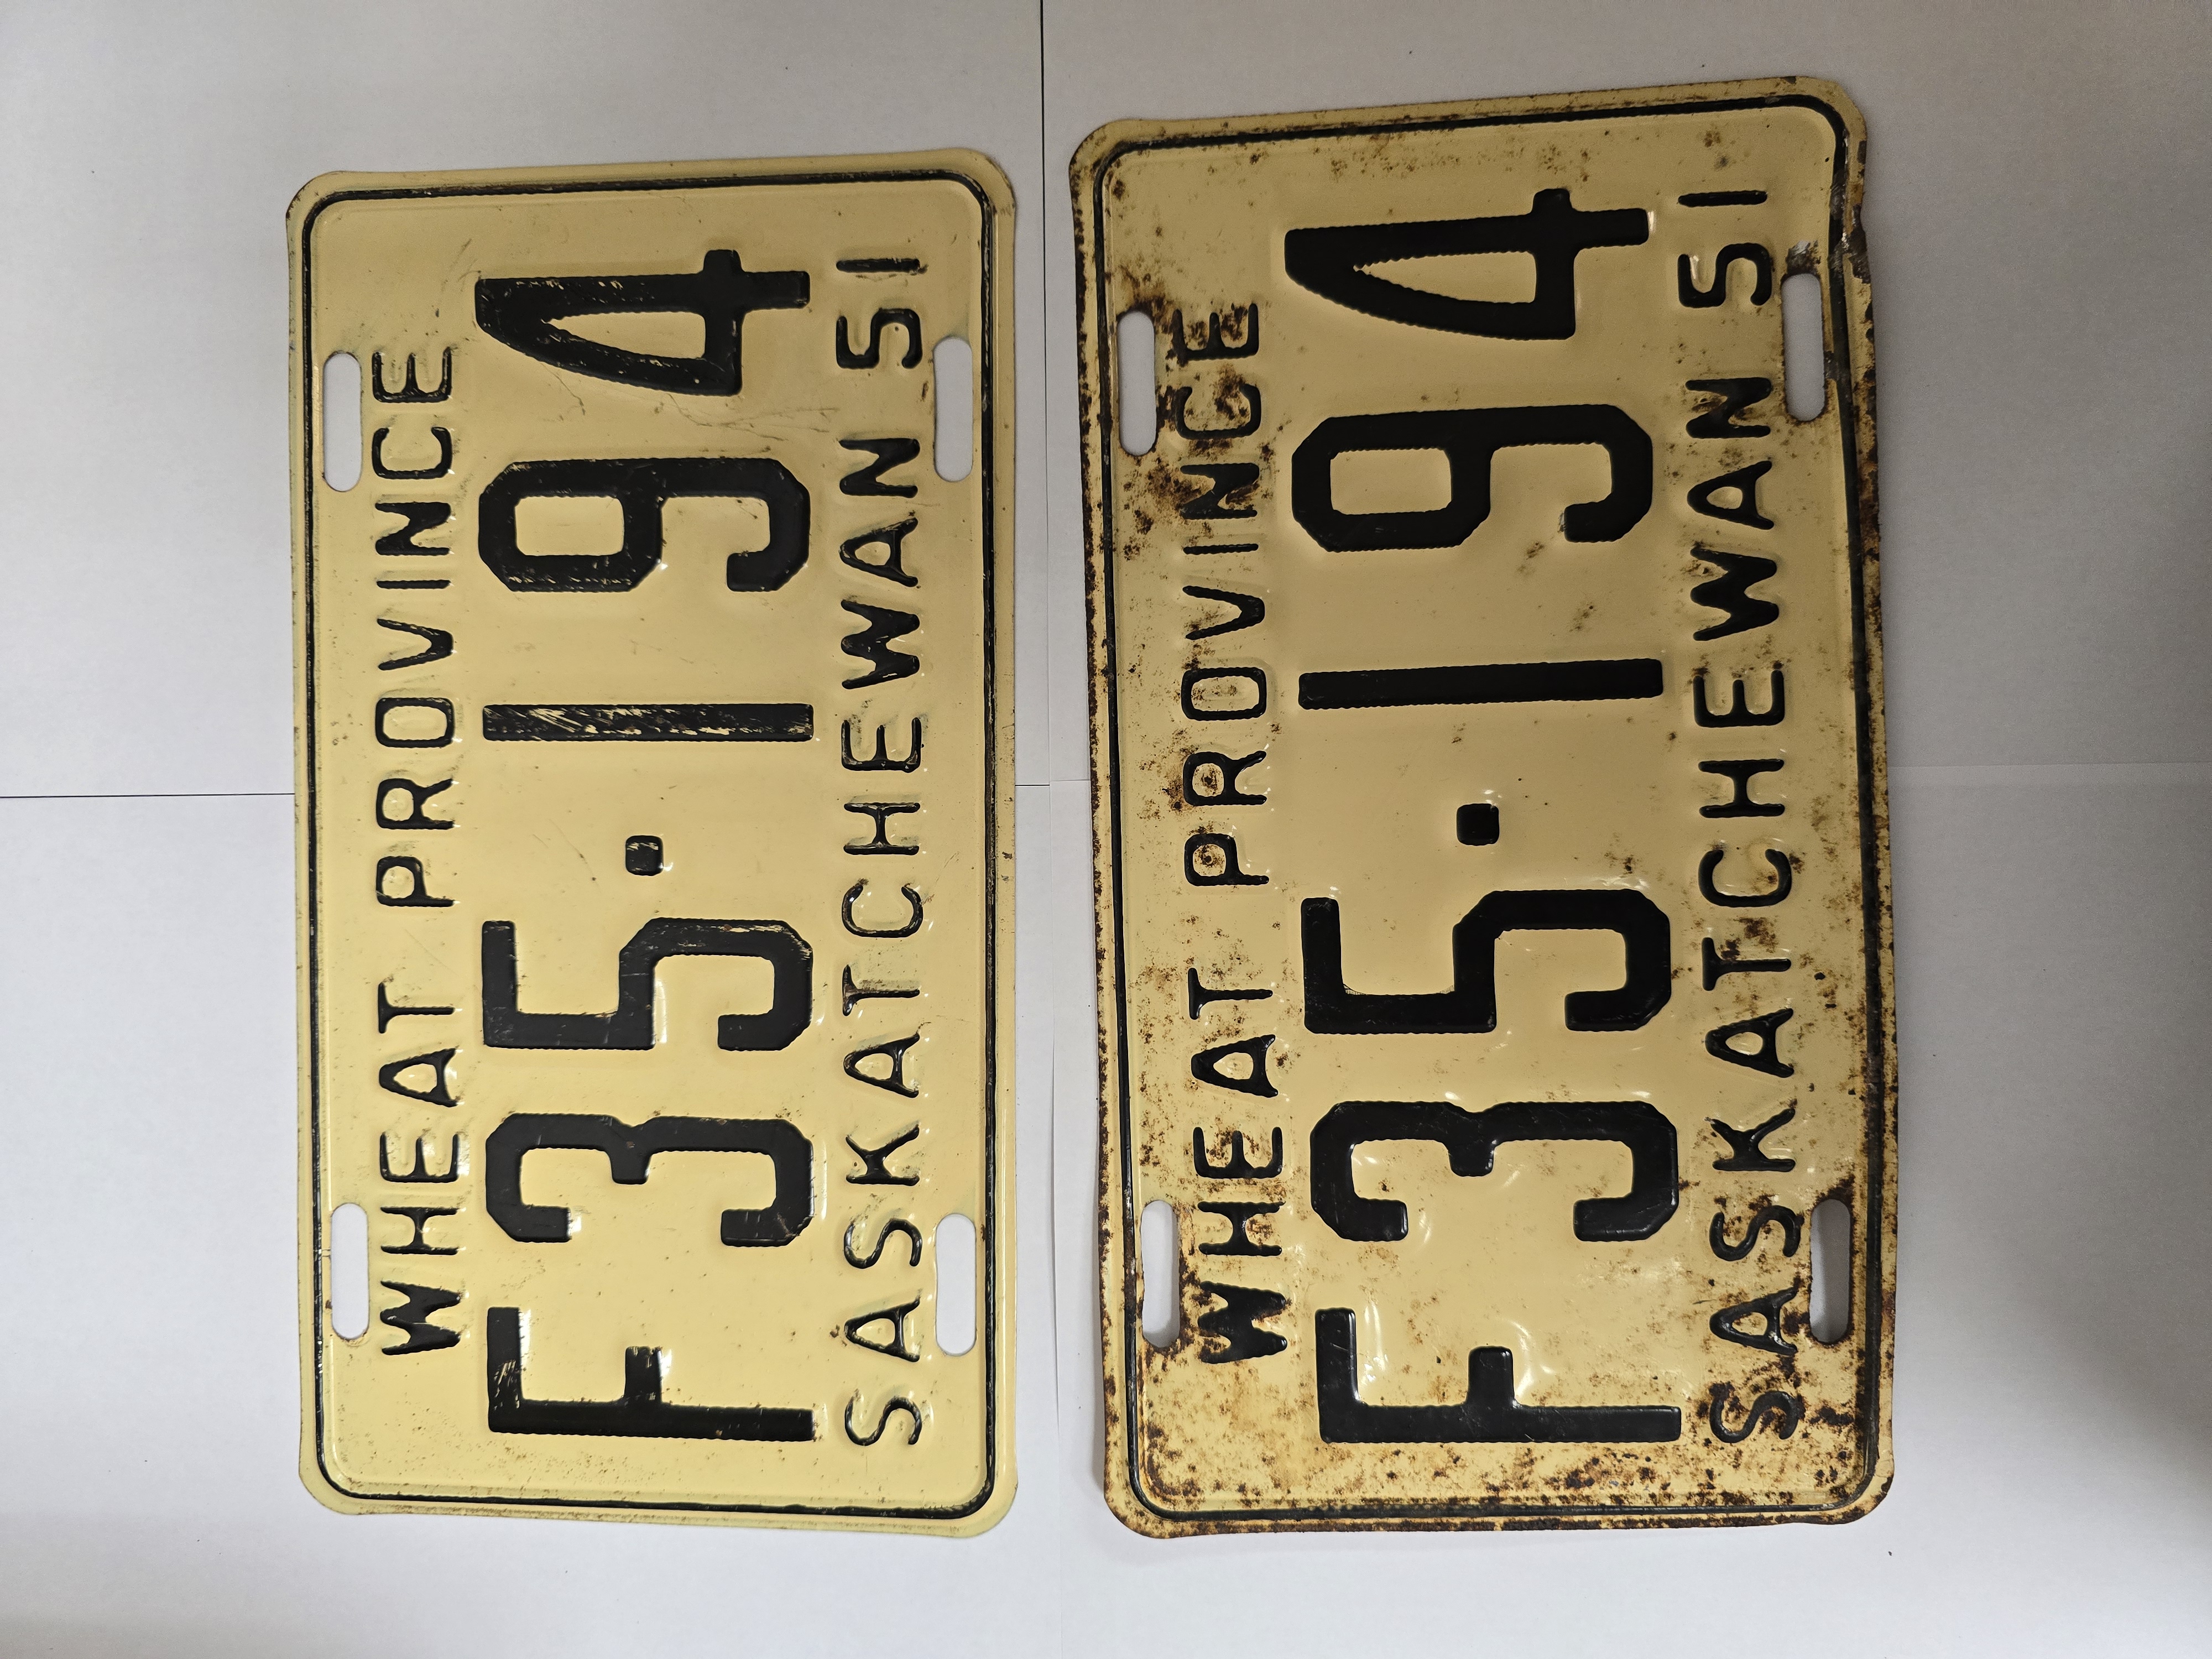 WHEAT PROVINCE
F35·194
SASKATCHEWAN 51
WHEAT PROVINCE
F35·194
SASKATCHEWAN 51